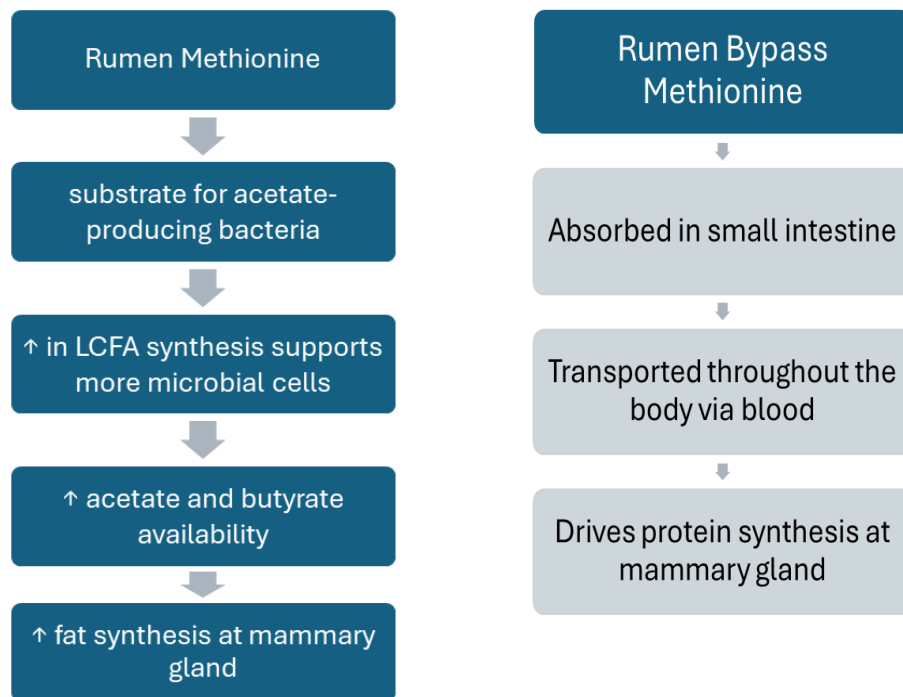 Rumen Methionine
substrate for acetate-
producing bacteria
↑ in LCFA synthesis supports
more microbial cells
↑ acetate and butyrate
availability
↑ fat synthesis at mammary
gland
Rumen Bypass
Methionine
Absorbed in small intestine
Transported throughout the
body via blood
Drives protein synthesis at
mammary gland